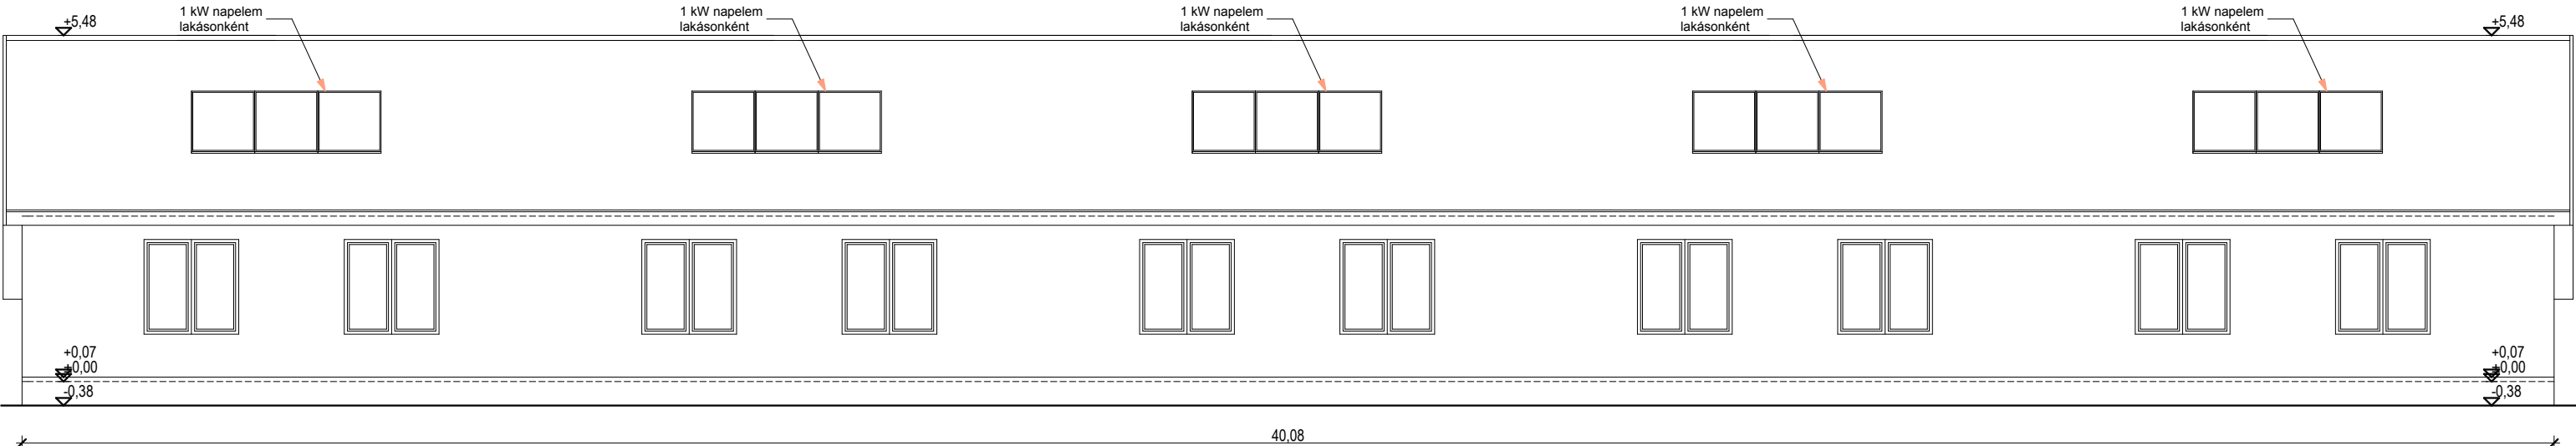 +5,48
1 kW napelem
lakásonként
1 kW napelem
lakásonként
1 kW napelem
lakásonként
1 kW napelem
lakásonként
1 kW napelem
lakásonként
+5,48
+0,07
±0,00
-0,38
+0,07
±0,00
-0,38
40,08